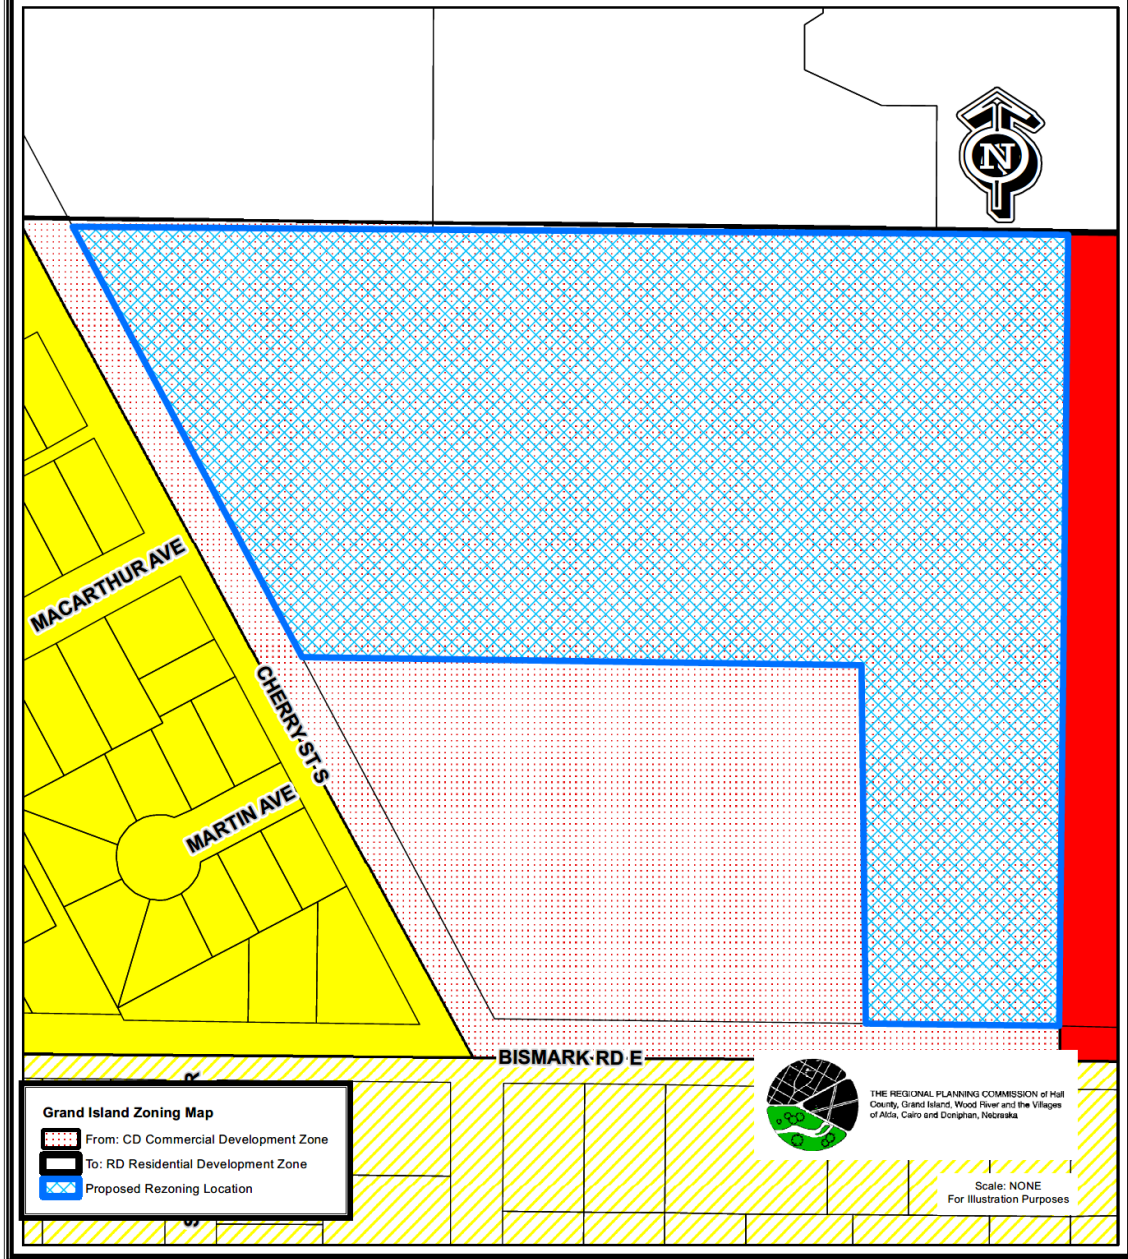 N
MACARTHUR AVE
CHERRY ST S
MARTIN AVE
BISMARK RD E
THE REGIONAL PLANNING COMMISSION of Hall
County, Grand Island, Wood River and the Villages
of Alda, Cairo and Doniphan, Nebraska
Grand Island Zoning Map
From: CD Commercial Development Zone
To: RD Residential Development Zone
Proposed Rezoning Location
Scale: NONE
For Illustration Purposes